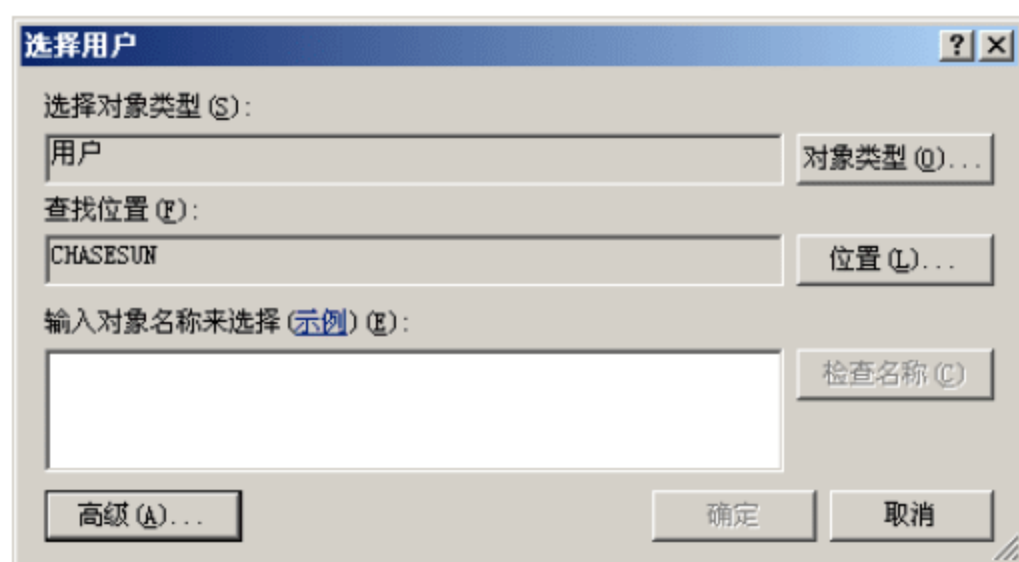 选择用户
选择对象类型(S):
用户 对象类型(O)...
查找位置(F):
CHASESUN 位置(L)...
输入对象名称来选择(示例)(E):
检查名称(C)
高级(A)... 确定 取消